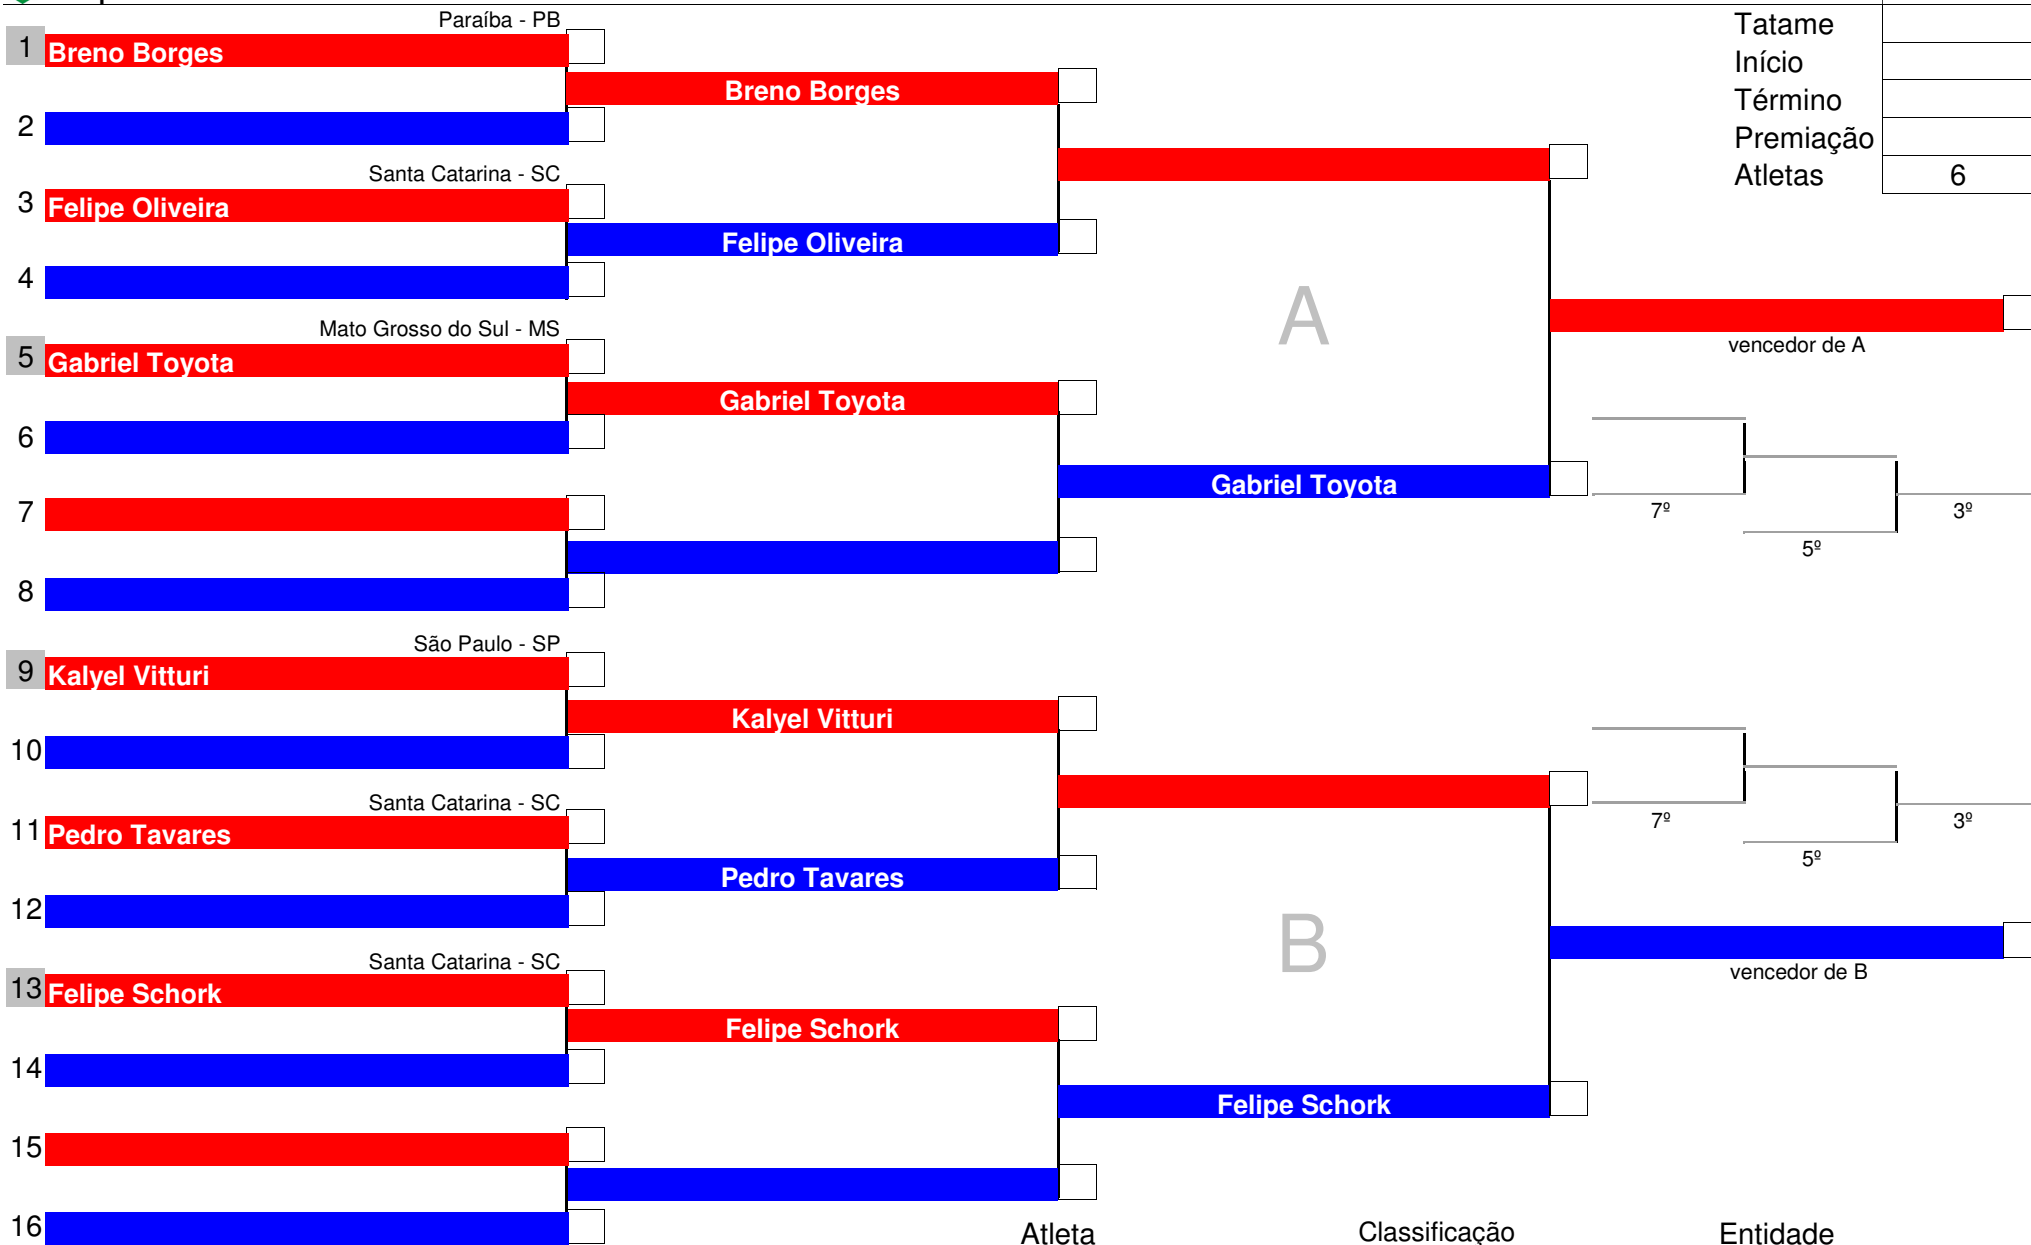 Paraíba - PB
1 Breno Borges
Breno Borges
2
Santa Catarina - SC
3 Felipe Oliveira
Felipe Oliveira
4
Mato Grosso do Sul - MS
5 Gabriel Toyota
Gabriel Toyota
6
Gabriel Toyota
7
8
A
Tatame
Início
Término
Premiação
Atletas 6
vencedor de A
7º
3º
5º
São Paulo - SP
9 Kalyel Vitturi
Kalyel Vitturi
10
Santa Catarina - SC
11 Pedro Tavares
Pedro Tavares
12
Santa Catarina - SC
13 Felipe Schork
Felipe Schork
14
Felipe Schork
15
16
B
7º
3º
5º
vencedor de B
Atleta Classificação Entidade